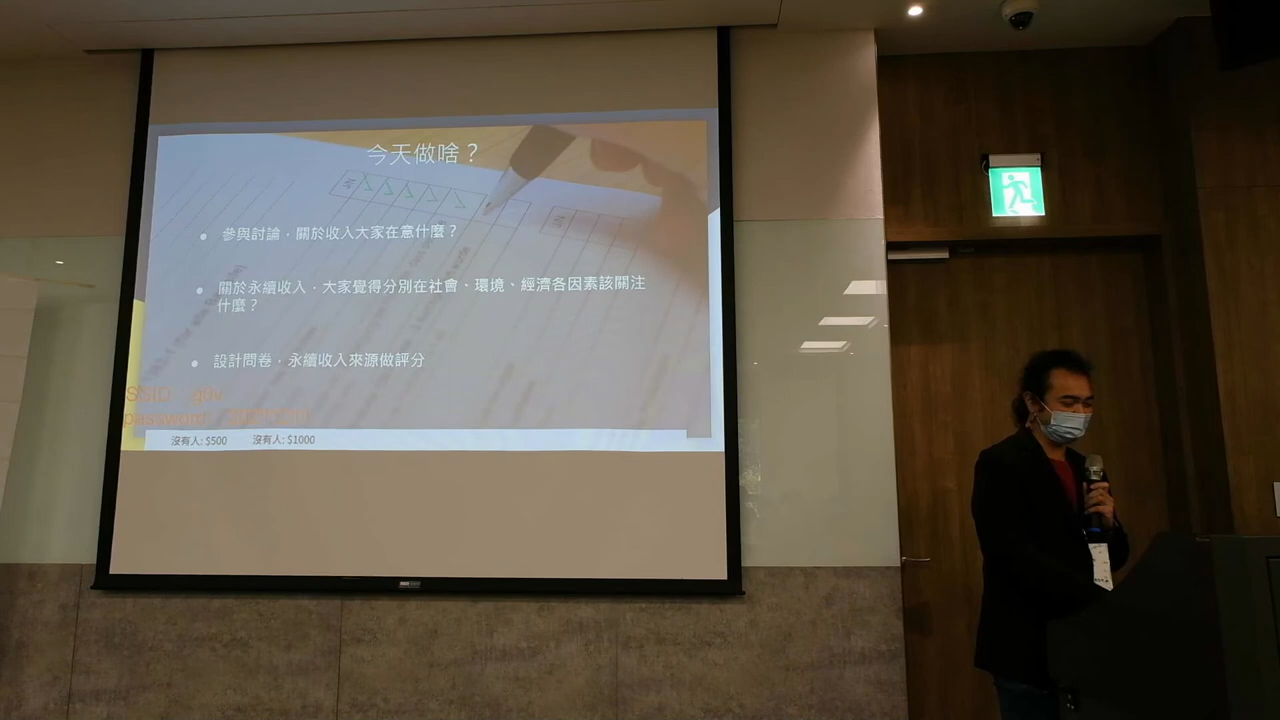 今天做啥？
參與討論，關於收入大家在意什麼？
關於永續收入，大家覺得分別在社會、環境、經濟各因素該關注
什麼？
設計問卷，永續收入來源做評分
SSID: g0v
password:
沒有人: $500 沒有人: $1000